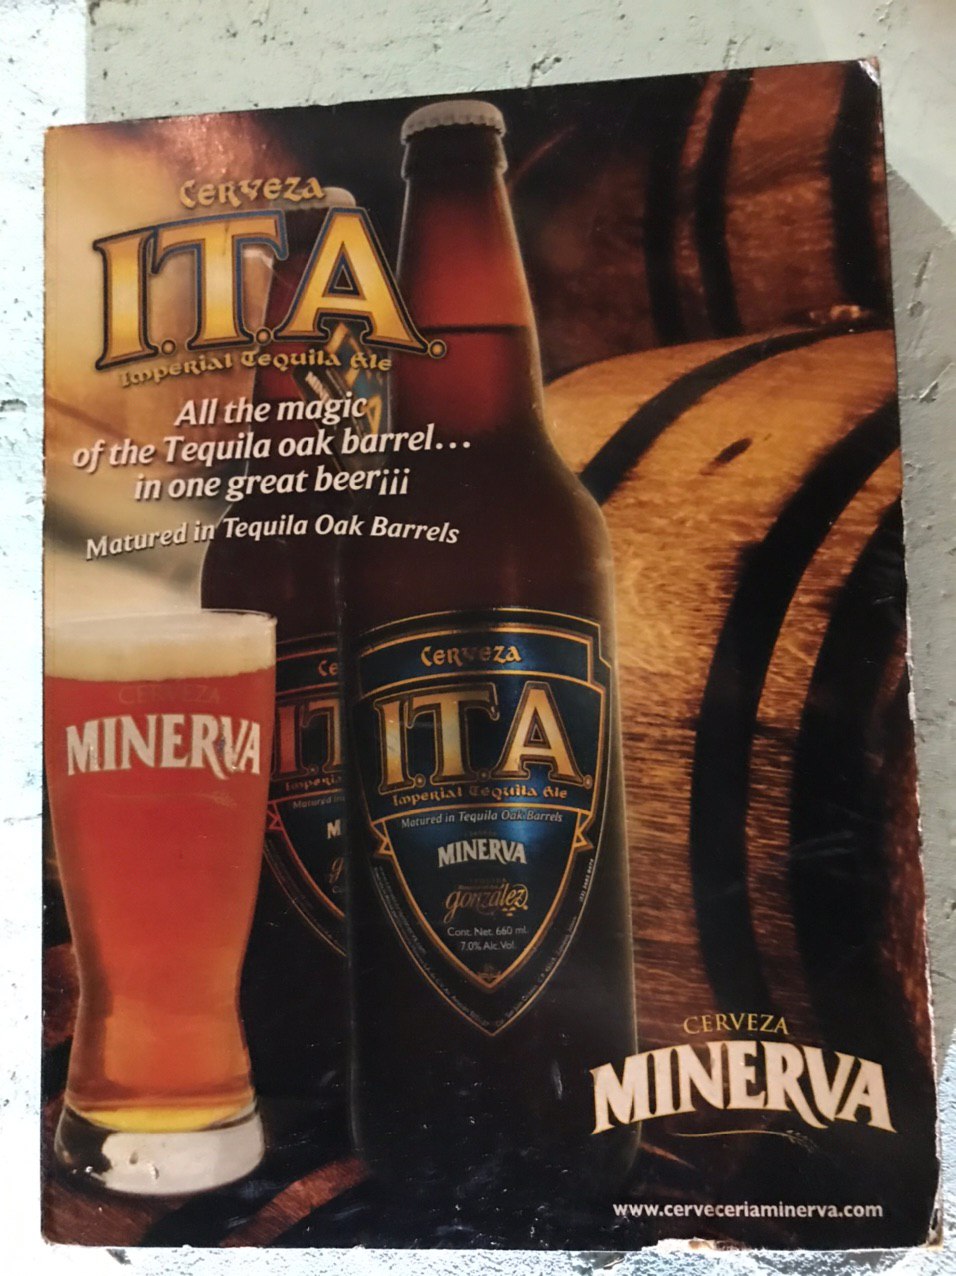 Cerveza
I.T.A.
Imperial Tequila Ale
All the magic
of the Tequila oak barrel...
in one great beer¡¡¡
Matured in Tequila Oak Barrels
CERVEZA
MINERVA
Cerveza
I.T.A.
Imperial Tequila Ale
Matured in Tequila Oak Barrels
MINERVA
gonzález
Cont. Net. 660 ml.
7.0% Alc. Vol.
CERVEZA
MINERVA
www.cerveceriaminerva.com